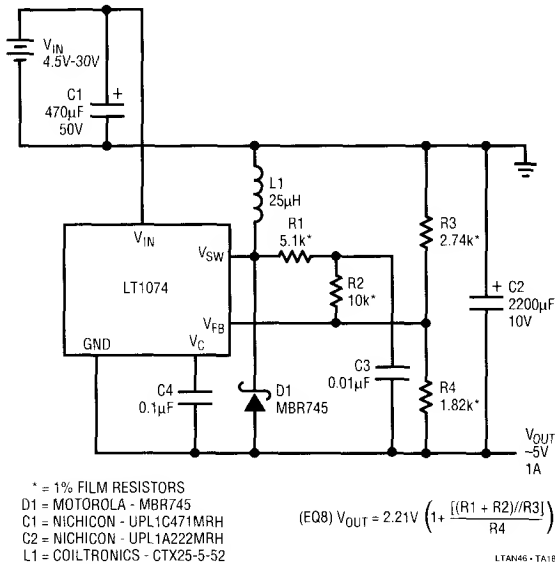 V_IN
4.5V-30V
C1
470µF
50V
+
L1
25µH
R1
5.1k*
R3
2.74k*
V_IN
V_SW
LT1074
R2
10k*
+
C2
2200µF
10V
V_FB
GND
V_C
C3
0.01µF
C4
0.1µF
D1
MBR745
R4
1.82k*
V_OUT
~5V
1A
* = 1% FILM RESISTORS
D1 = MOTOROLA - MBR745
C1 = NICHICON - UPL1C471MRH
C2 = NICHICON - UPL1A222MRH
L1 = COILTRONICS - CTX25-5-52
(EQ8) V_OUT = 2.21V (1+ [(R1 + R2)//R3] / R4)
LTAN46 • TA18